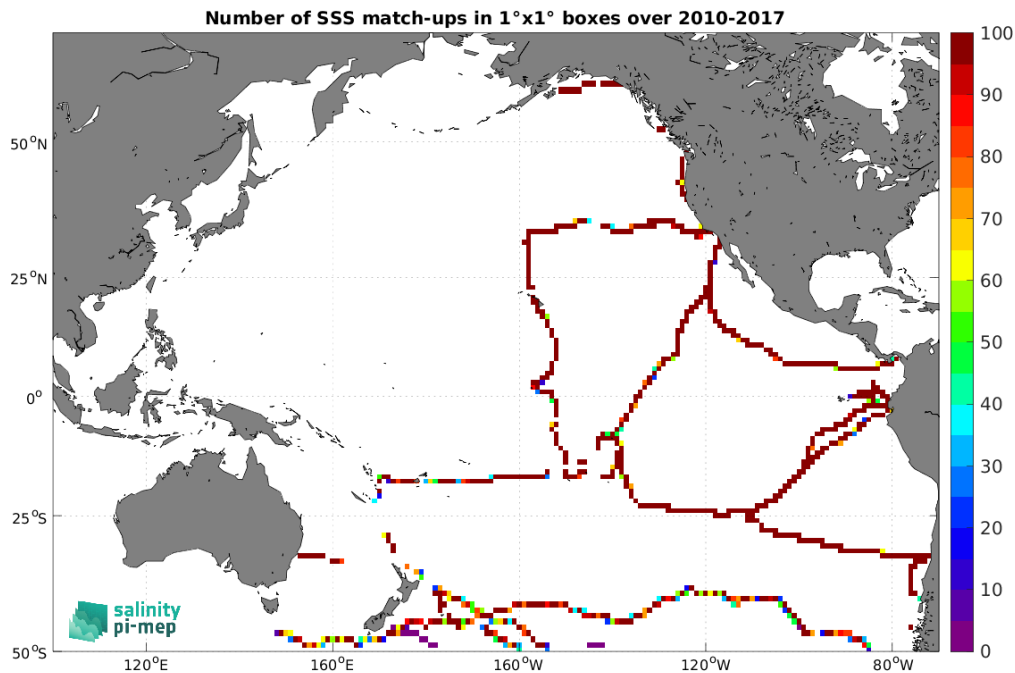 Number of SSS match-ups in 1°x1° boxes over 2010-2017
50°N
25°N
0°
25°S
50°S
120°E
160°E
160°W
120°W
80°W
100
90
80
70
60
50
40
30
20
10
0
salinity
pi-mep